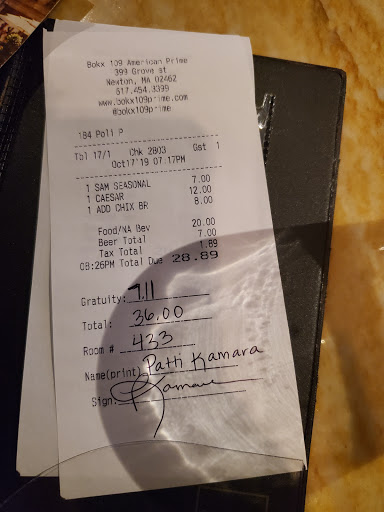 Bokx 109 American Prime
399 Grove st
Newton, MA 02462
617.454.3399
www.bokx109prime.com
@bokx109prime
184 Poli P
Tbl 17/1 Chk 2803 Gst 1
Oct17'19 07:17PM
1 SAM SEASONAL 7.00
1 CAESAR 12.00
1 ADD CHIX BR 8.00
Food/NA Bev 20.00
Beer Total 7.00
Tax Total 1.89
08:26PM Total Due 28.89
Gratuity: 7.11
Total: 36.00
Room # 433
Name(print) Patti Kamara
Sign: Kamara